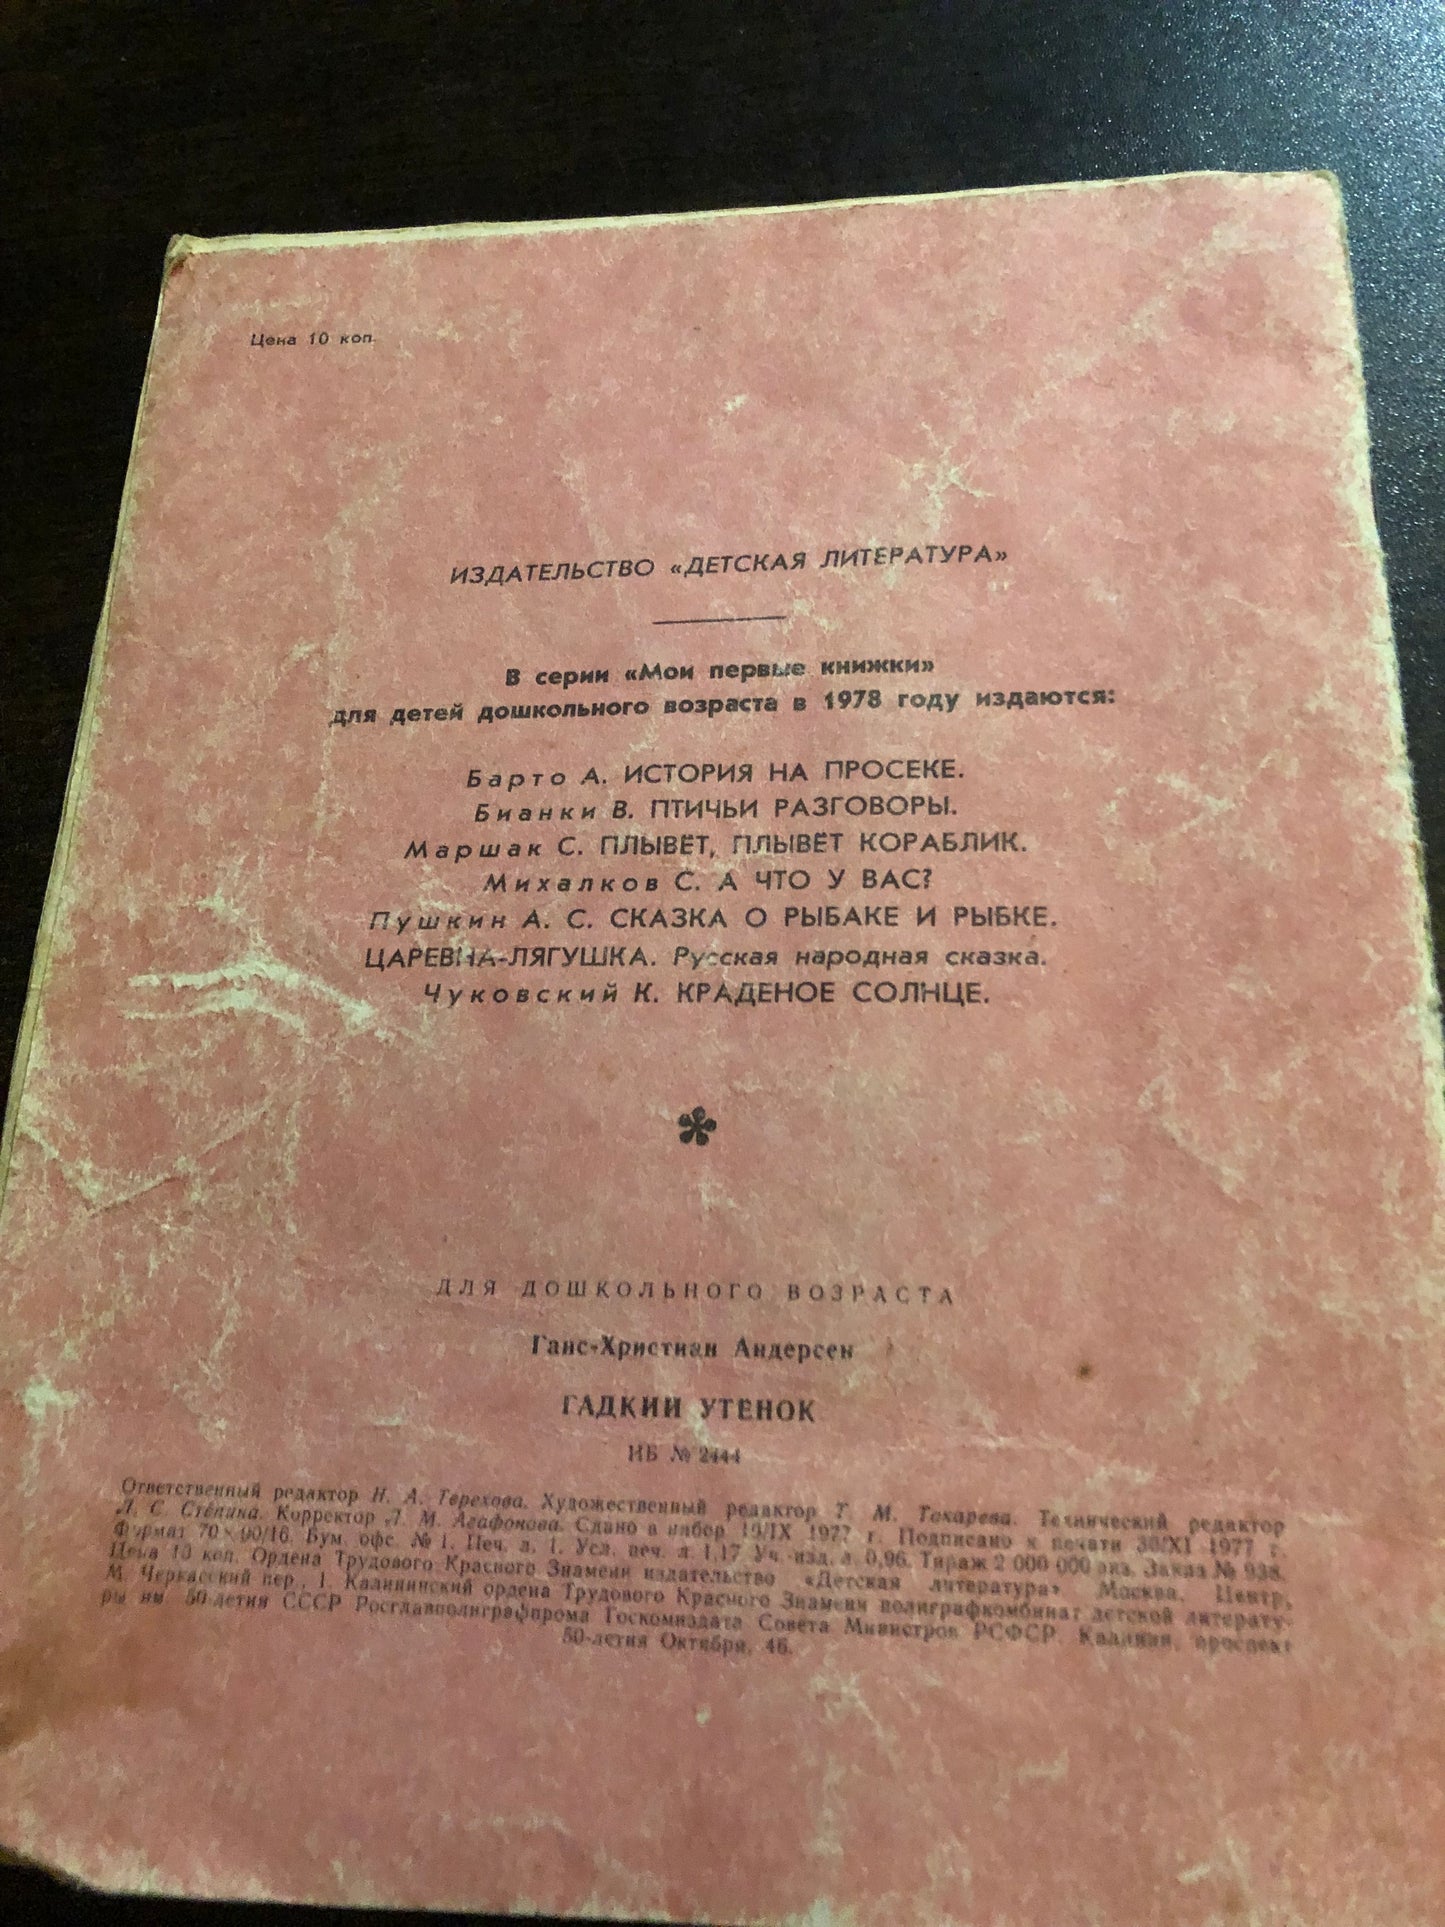 Цена 10 коп.
ИЗДАТЕЛЬСТВО «ДЕТСКАЯ ЛИТЕРАТУРА»
В серии «Мои первые книжки»
для детей дошкольного возраста в 1978 году издаются:
Барто А. ИСТОРИЯ НА ПРОСЕКЕ.
Бианки В. ПТИЧЬИ РАЗГОВОРЫ.
Маршак С. ПЛЫВЁТ, ПЛЫВЁТ КОРАБЛИК.
Михалков С. А ЧТО У ВАС?
Пушкин А. С. СКАЗКА О РЫБАКЕ И РЫБКЕ.
ЦАРЕВНА-ЛЯГУШКА. Русская народная сказка.
Чуковский К. КРАДЕНОЕ СОЛНЦЕ.
ДЛЯ ДОШКОЛЬНОГО ВОЗРАСТА
Ганс-Христиан Андерсен
ГАДКИЙ УТЕНОК
ИБ № 2444
Ответственный редактор Н. А. Терехова. Художественный редактор Т. М. Токарева. Технический редактор
Л. С. Стёпина. Корректор Л. М. Агафонова. Сдано в набор 19/IX 1977 г. Подписано к печати 30/XI 1977 г.
Формат 70×90/16. Бум. офс. № 1. Печ. л. 1. Усл. печ. л. 1,17 Уч.-изд. л. 0,96. Тираж 2 000 000 экз. Заказ № 938.
Цена 10 коп. Ордена Трудового Красного Знамени издательство «Детская литература» Москва, Центр,
М. Черкасский пер., 1. Калининский ордена Трудового Красного Знамени полиграфкомбинат детской литерату-
ры им. 50-летия СССР Росглавполиграфпрома Госкомиздата Совета Министров РСФСР. Калинин, проспект
50-летия Октября, 46.